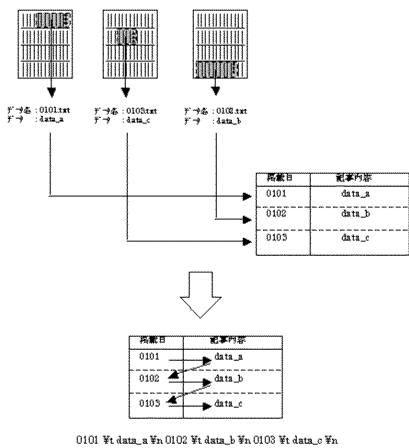 データ名：0101.txt
データ　：data_a
データ名：0103.txt
データ　：data_c
データ名：0102.txt
データ　：data_b
掲載日 記事内容
0101 data_a
0102 data_b
0103 data_c
掲載日 記事内容
0101 data_a
0102 data_b
0103 data_c
0101 ¥t data_a ¥n 0102 ¥t data_b ¥n 0103 ¥t data_c ¥n